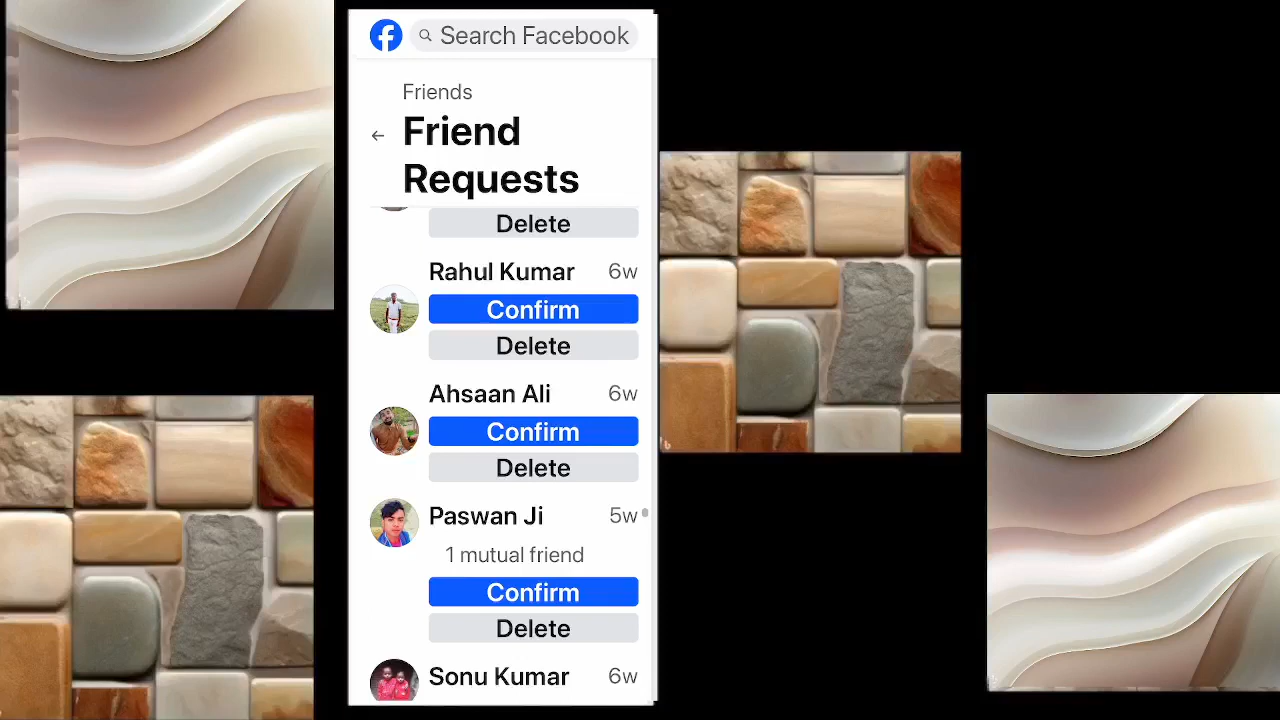 Search Facebook
Friends
Friend
Requests
Delete
Rahul Kumar 6w
Confirm
Delete
Ahsaan Ali 6w
Confirm
Delete
Paswan Ji 5w
1 mutual friend
Confirm
Delete
Sonu Kumar 6w